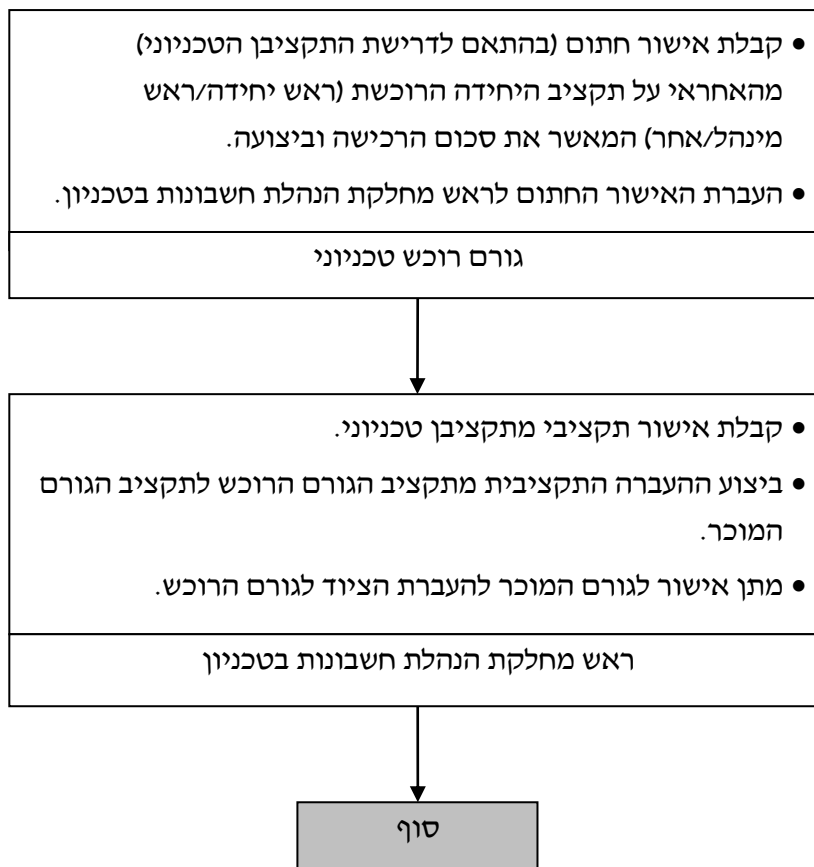 • קבלת אישור חתום (בהתאם לדרישת התקציבן הטכניוני)
מהאחראי על תקציב היחידה הרוכשת (ראש יחידה/ראש
מינהל/אחר) המאשר את סכום הרכישה וביצועה.
• העברת האישור החתום לראש מחלקת הנהלת חשבונות בטכניון.
גורם רוכש טכניוני
• קבלת אישור תקציבי מתקציבן טכניוני.
• ביצוע ההעברה התקציבית מתקציב הגורם הרוכש לתקציב הגורם
המוכר.
• מתן אישור לגורם המוכר להעברת הציוד לגורם הרוכש.
ראש מחלקת הנהלת חשבונות בטכניון
סוף